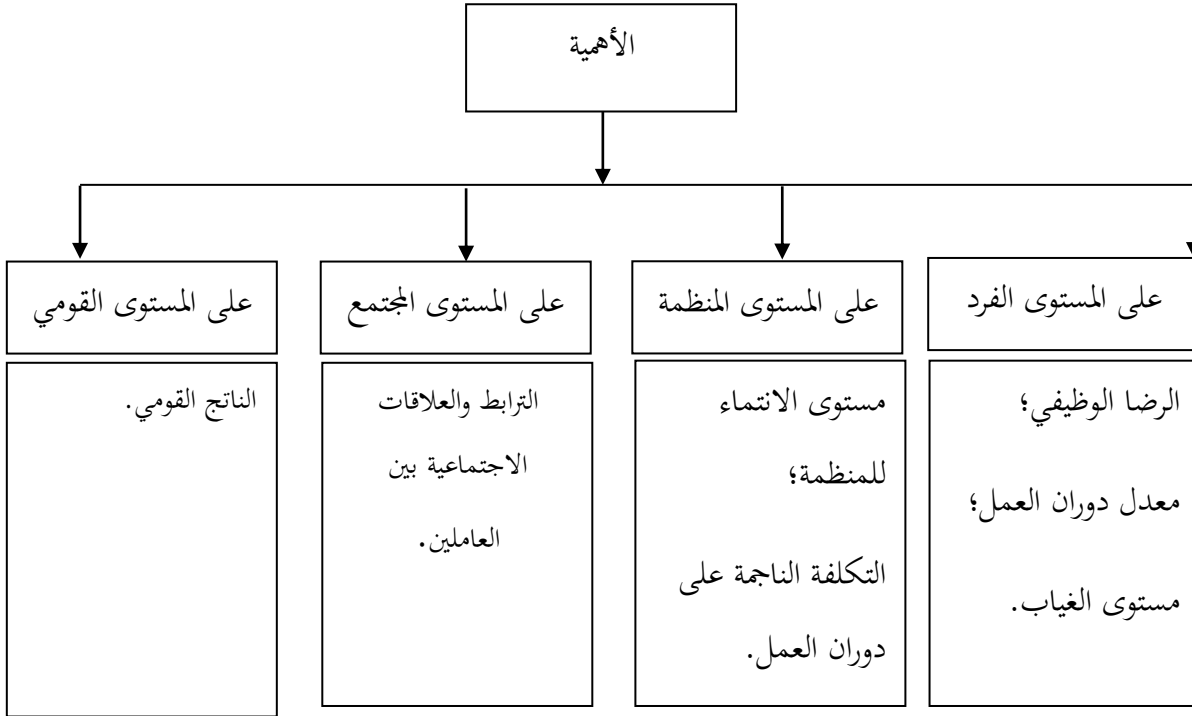 الأهمية
على المستوى الفرد
على المستوى المنظمة
على المستوى المجتمع
على المستوى القومي
الرضا الوظيفي؛
معدل دوران العمل؛
مستوى الغياب.
مستوى الانتماء
للمنظمة؛
التكلفة الناجمة على
دوران العمل.
الترابط والعلاقات
الاجتماعية بين
العاملين.
الناتج القومي.